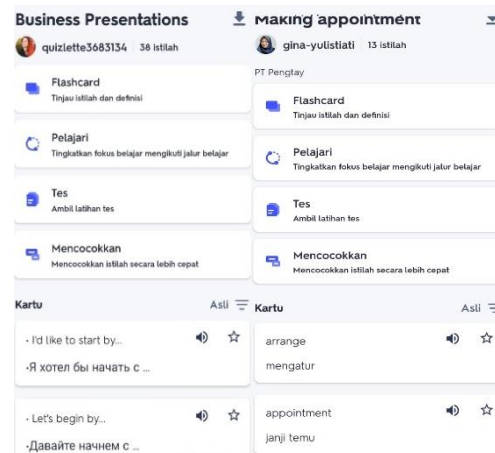 Business Presentations
quizlette3683134 38 istilah
Flashcard
Tinjau istilah dan definisi
Pelajari
Tingkatkan fokus belajar mengikuti jalur belajar
Tes
Ambil latihan tes
Mencocokkan
Mencocokkan istilah secara lebih cepat
Kartu Asli
· I'd like to start by...
·Я хотел бы начать с ...
· Let's begin by...
·Давайте начнем с ...
Making appointment
gina-yulistiati 13 istilah
PT Pengtay
Flashcard
Tinjau istilah dan definisi
Pelajari
Tingkatkan fokus belajar mengikuti jalur belajar
Tes
Ambil latihan tes
Mencocokkan
Mencocokkan istilah secara lebih cepat
Kartu Asli
arrange
mengatur
appointment
janji temu